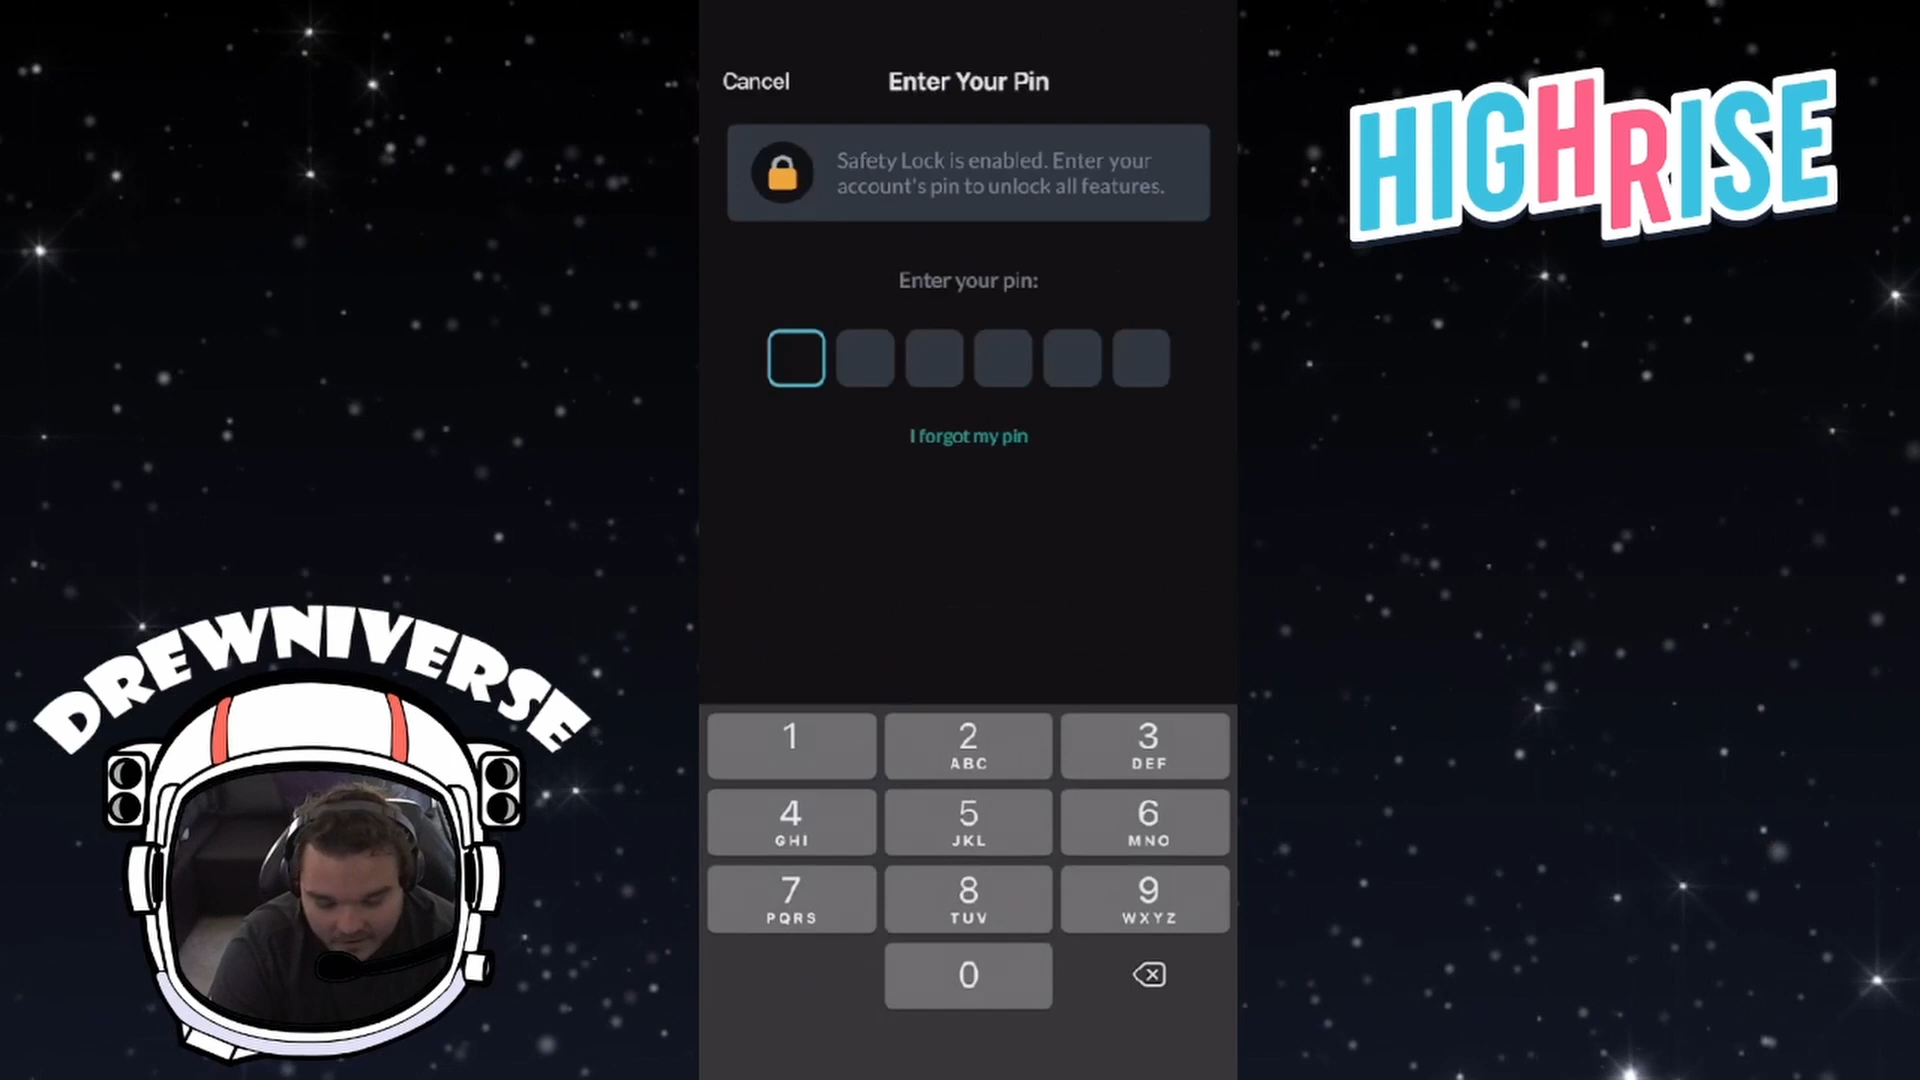 Cancel
Enter Your Pin
Safety Lock is enabled. Enter your
account's pin to unlock all features.
Enter your pin:
I forgot my pin
1
2
ABC
3
DEF
4
GHI
5
JKL
6
MNO
7
PQRS
8
TUV
9
WXYZ
0
HIGHRISE
DREWNIVERSE